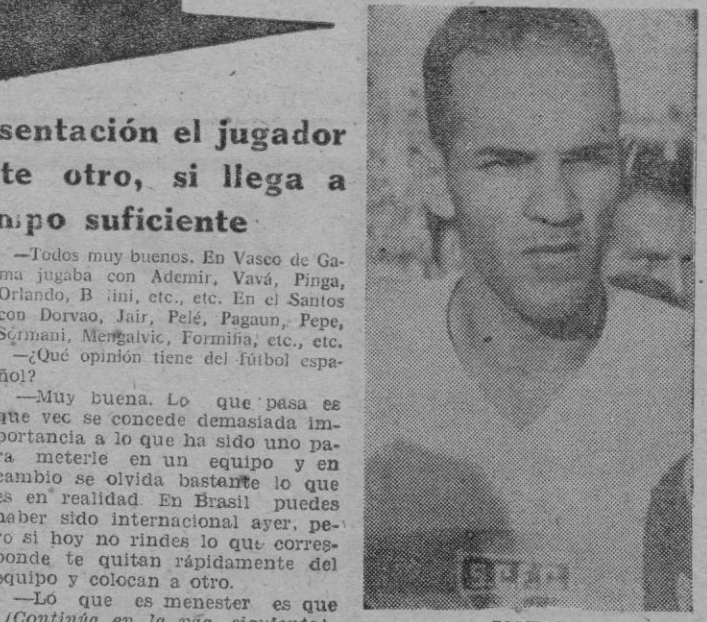 sentación el jugador
te otro, si llega a
mpo suficiente
—Todos muy buenos. En Vasco de Ga-
ma jugaba con Ademir, Vavá, Pinga,
Orlando, B ini, etc., etc. En el Santos
con Dorvao, Jair, Pelé, Pagaun, Pepe,
Sormani, Mengalvic, Formiña, etc., etc.
—¿Qué opinión tiene del fútbol espa-
ñol?
—Muy buena. Lo que pasa es
que vec se concede demasiada im-
portancia a lo que ha sido uno pa-
ra meterle en un equipo y en
cambio se olvida bastante lo que
es en realidad. En Brasil puedes
haber sido internacional ayer, pe-
ro si hoy no rindes lo que corres-
ponde te quitan rápidamente del
equipo y colocan a otro.
—Lo que es menester es que
(Continúa en la pág. siguiente)